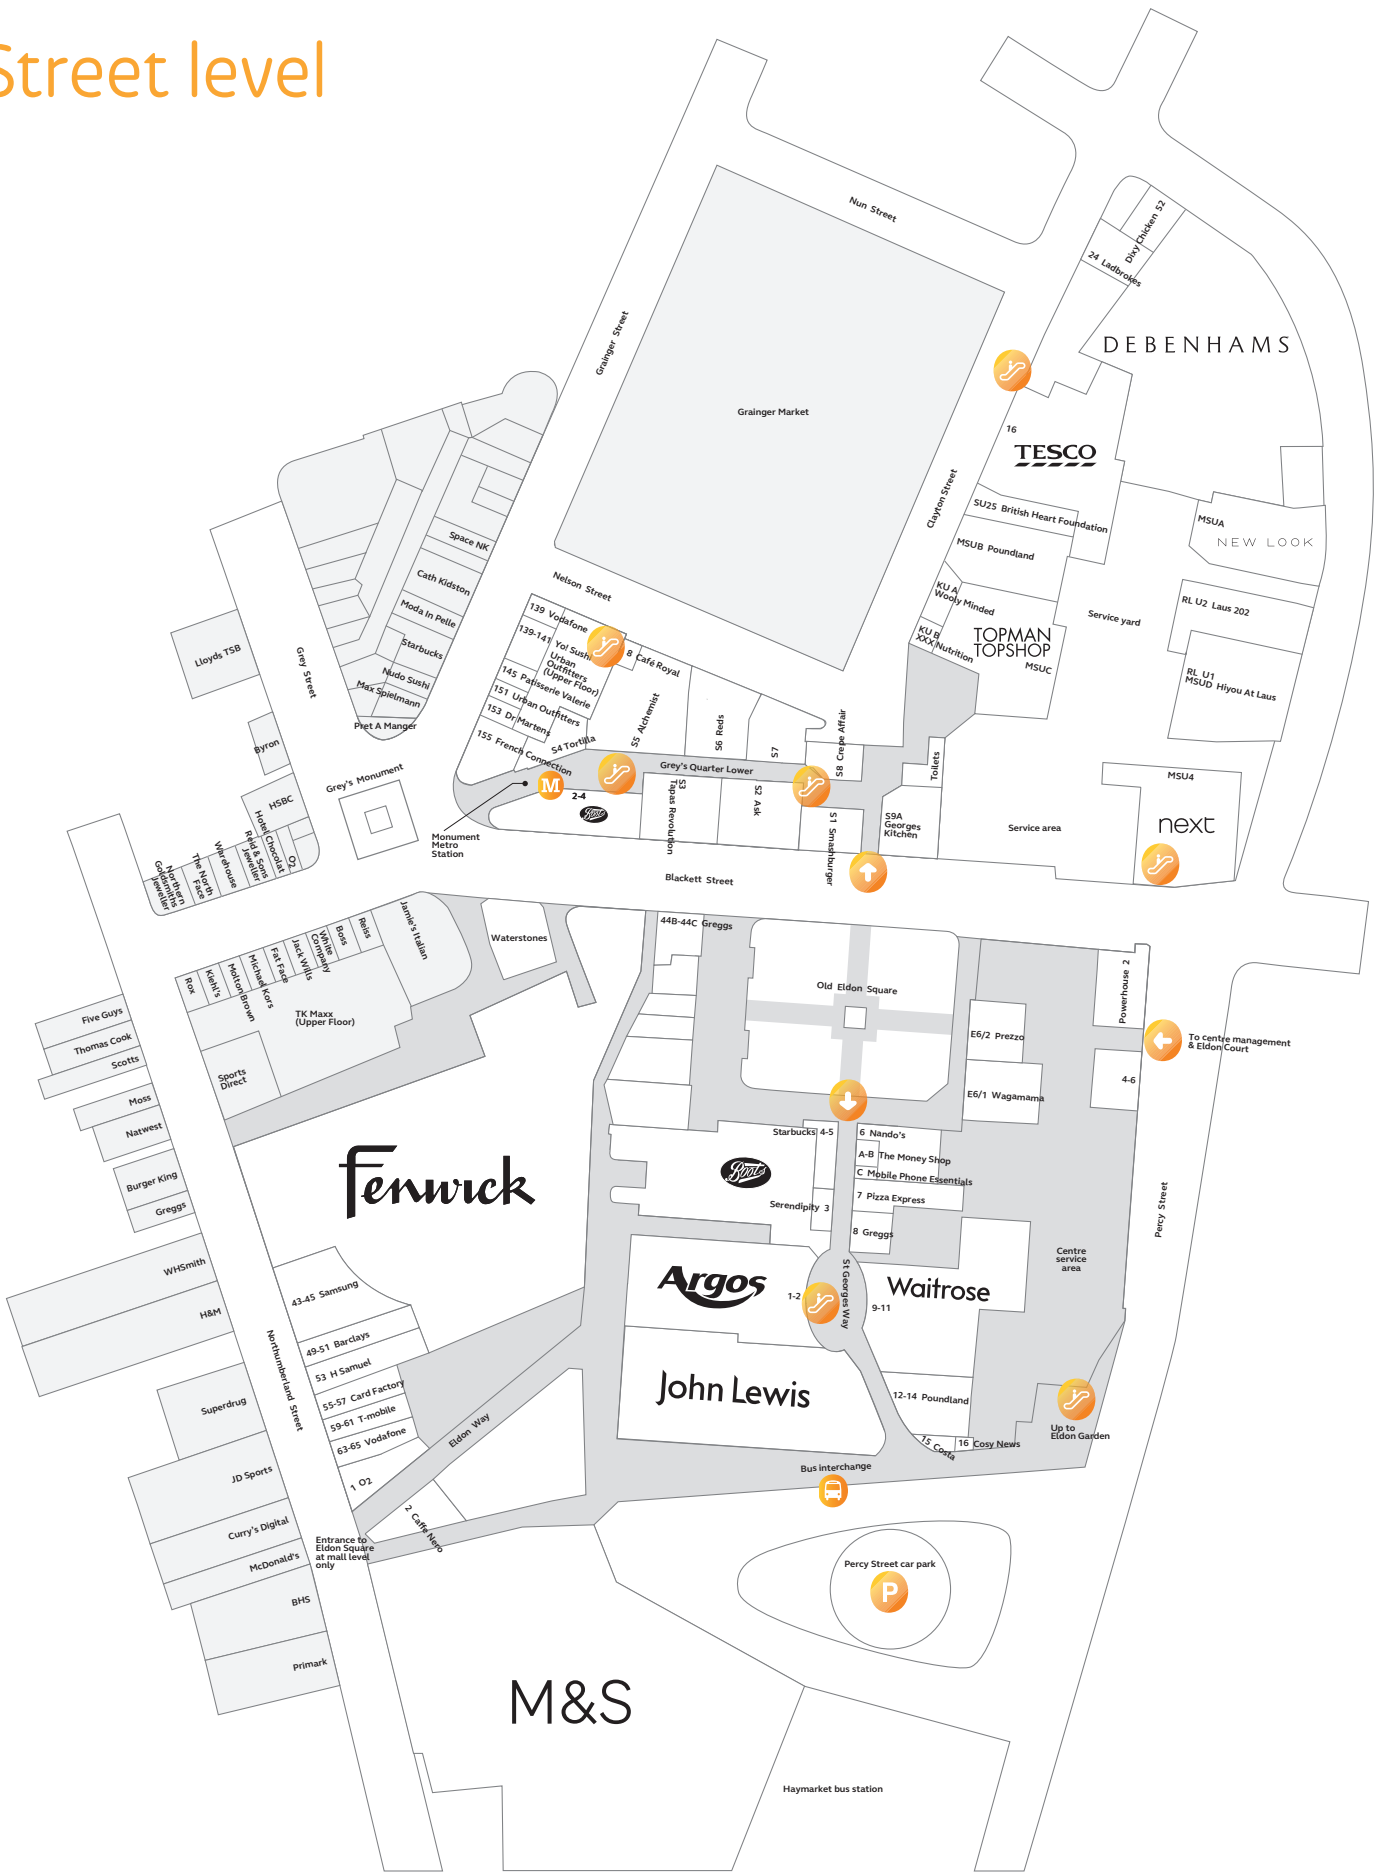 Street level
Nun Street
Dixy Chicken 52
24 Ladbrokes
DEBENHAMS
Grainger Street
Grainger Market
16
TESCO
Clayton Street
SU25 British Heart Foundation
MSUB Poundland
MSUA
NEW LOOK
Space NK
Cath Kidston
Moda In Pelle
Starbucks
Nudo Sushi
Max Spielmann
Pret A Manger
Nelson Street
KU A
Wooly Minded
KU B
XXX Nutrition
TOPMAN
TOPSHOP
MSUC
Service yard
RL U2 Laus 202
RL U1
MSUD Hiyou At Laus
139 Vodafone
139-141
Yo! Sushi
Urban
Outfitters
(Upper Floor)
8 Café Royal
145 Patisserie Valerie
151 Urban Outfitters
153 Dr Martens
155 French Connection
S4 Tortilla
S5 Alchemist
S6 Reds
S7
S8 Crepe Affair
Toilets
Lloyds TSB
Grey Street
Byron
HSBC
Grey's Monument
Grey's Quarter Lower
M
2-4
Boots
S3
Tapas Revolution
S2 Ask
S1 Smashburger
S9A
Georges
Kitchen
Service area
MSU4
next
Monument
Metro
Station
Blackett Street
Northern
Goldsmiths
Jeweller
The North
Face
Warehouse
Reid & Sons
Jeweller
Hotel Chocolat
O2
Rox
Kiehl's
Molton Brown
Michael Kors
Fat Face
Jack Wills
White
Company
Boss
Reiss
Jamie's Italian
Waterstones
TK Maxx
(Upper Floor)
Sports
Direct
44B-44C Greggs
Old Eldon Square
E6/2 Prezzo
E6/1 Wagamama
Powerhouse 2
To centre management
& Eldon Court
4-6
Five Guys
Thomas Cook
Scotts
Moss
Natwest
Burger King
Greggs
WHSmith
H&M
Superdrug
JD Sports
Curry's Digital
McDonald's
BHS
Primark
Northumberland Street
Fenwick
Starbucks 4-5
6 Nando's
A-B The Money Shop
C Mobile Phone Essentials
7 Pizza Express
Boots
Serendipity 3
8 Greggs
Percy Street
Centre
service
area
Argos
1-2
St Georges Way
Waitrose
9-11
John Lewis
12-14 Poundland
15 Costa
16 Cosy News
Up to
Eldon Garden
43-45 Samsung
49-51 Barclays
53 H Samuel
55-57 Card Factory
59-61 T-mobile
63-65 Vodafone
1 O2
Eldon Way
2 Caffe Nero
Entrance to
Eldon Square
at mall level
only
Bus interchange
Percy Street car park
P
M&S
Haymarket bus station